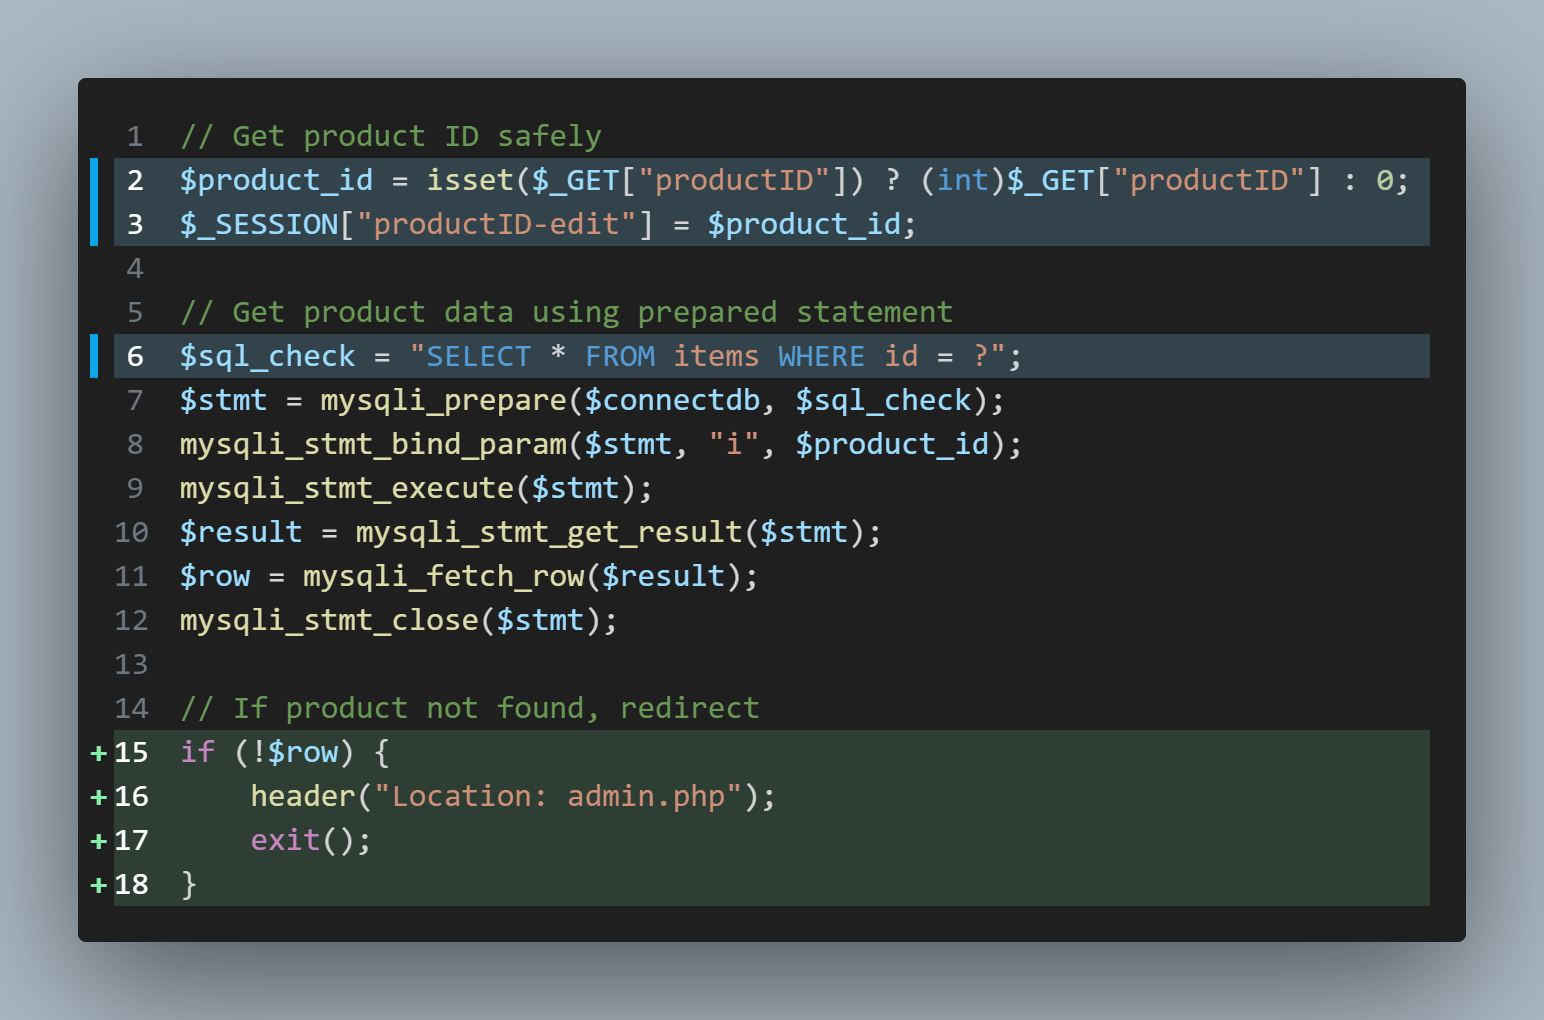 1 // Get product ID safely
2 $product_id = isset($_GET["productID"]) ? (int)$_GET["productID"] : 0;
3 $_SESSION["productID-edit"] = $product_id;
4
5 // Get product data using prepared statement
6 $sql_check = "SELECT * FROM items WHERE id = ?";
7 $stmt = mysqli_prepare($connectdb, $sql_check);
8 mysqli_stmt_bind_param($stmt, "i", $product_id);
9 mysqli_stmt_execute($stmt);
10 $result = mysqli_stmt_get_result($stmt);
11 $row = mysqli_fetch_row($result);
12 mysqli_stmt_close($stmt);
13
14 // If product not found, redirect
+ 15 if (!$row) {
+ 16     header("Location: admin.php");
+ 17     exit();
+ 18 }